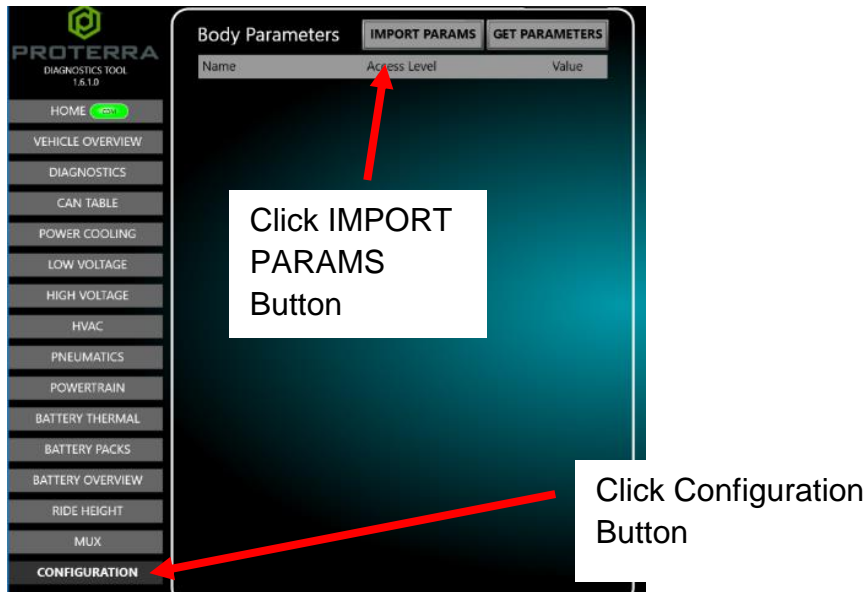 PROTERRA
DIAGNOSTICS TOOL
1.6.1.0
HOME
VEHICLE OVERVIEW
DIAGNOSTICS
CAN TABLE
POWER COOLING
LOW VOLTAGE
HIGH VOLTAGE
HVAC
PNEUMATICS
POWERTRAIN
BATTERY THERMAL
BATTERY PACKS
BATTERY OVERVIEW
RIDE HEIGHT
MUX
CONFIGURATION
Body Parameters IMPORT PARAMS GET PARAMETERS
Name Access Level Value
Click IMPORT
PARAMS
Button
Click Configuration
Button